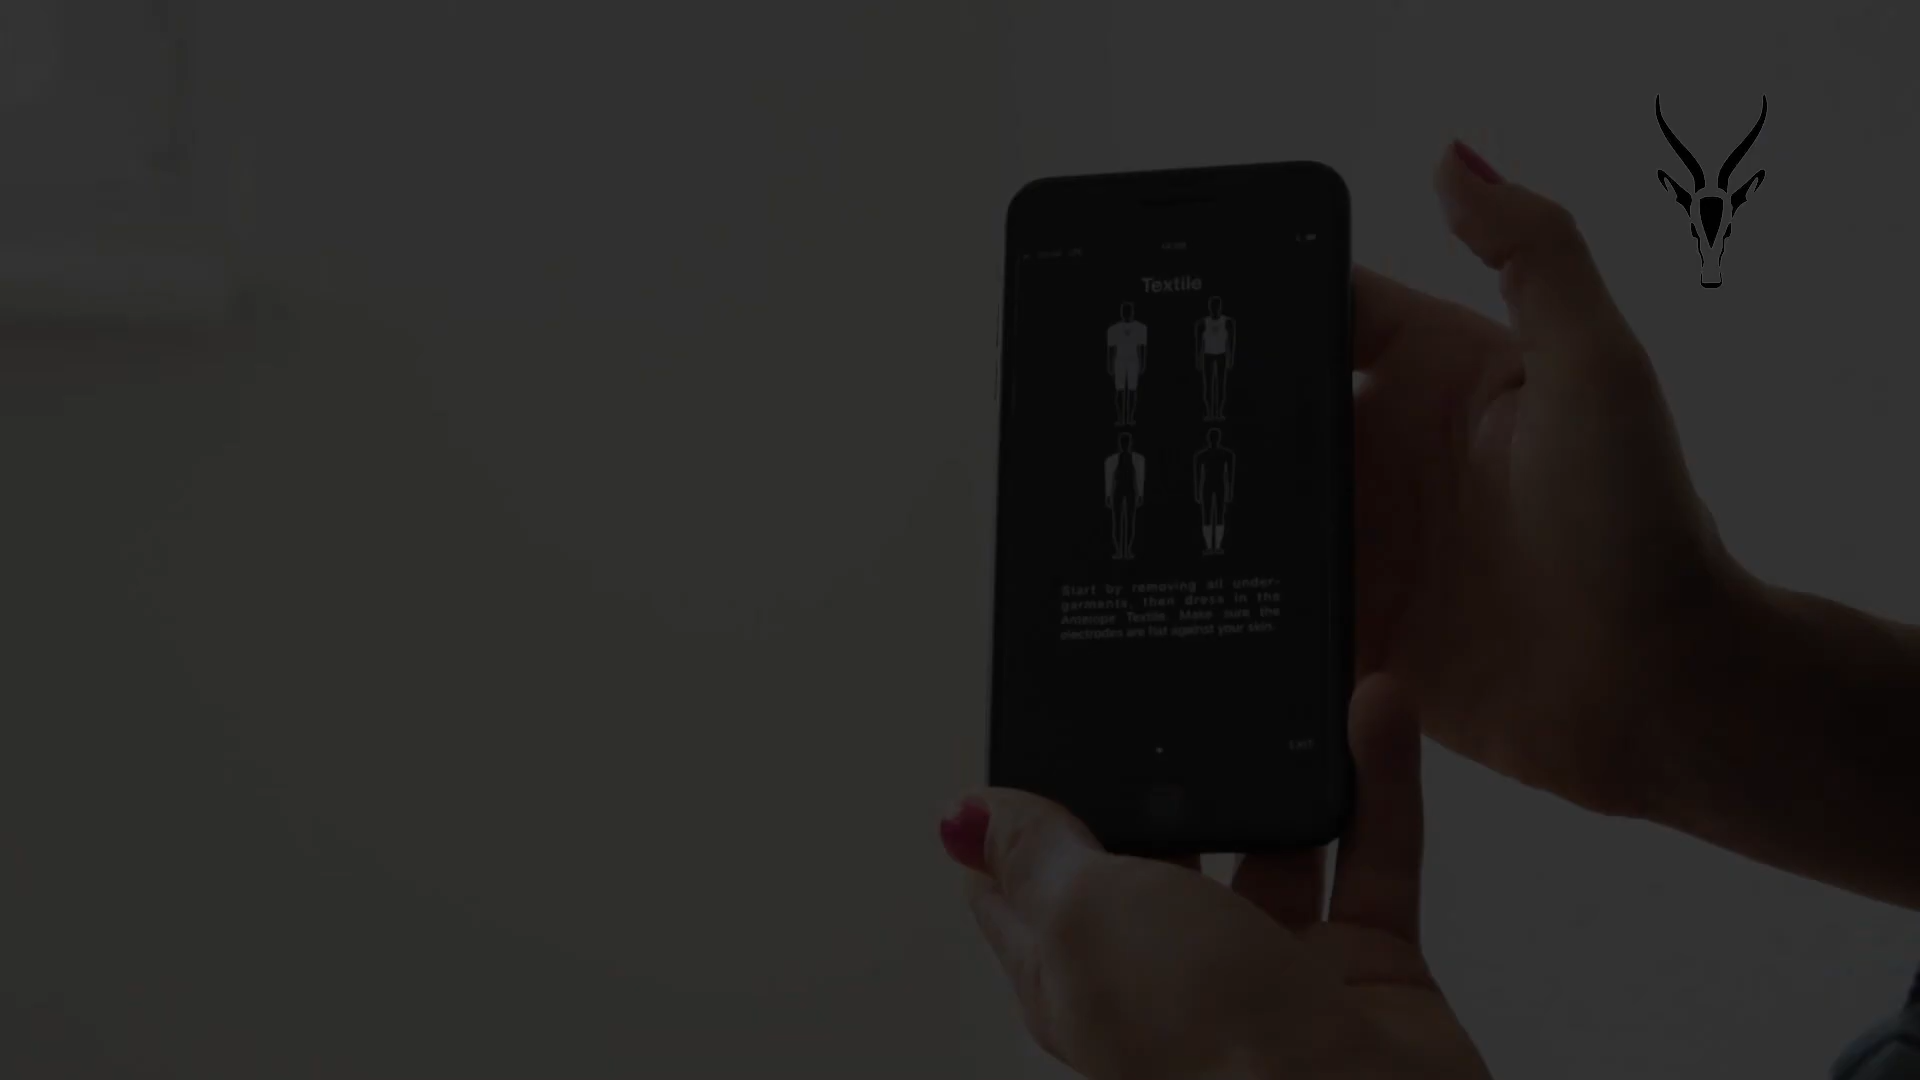 Textile
Start by removing all under-
garments, then dress in the
Antelope Textile. Make sure the
electrodes are flat against your skin.
EXIT